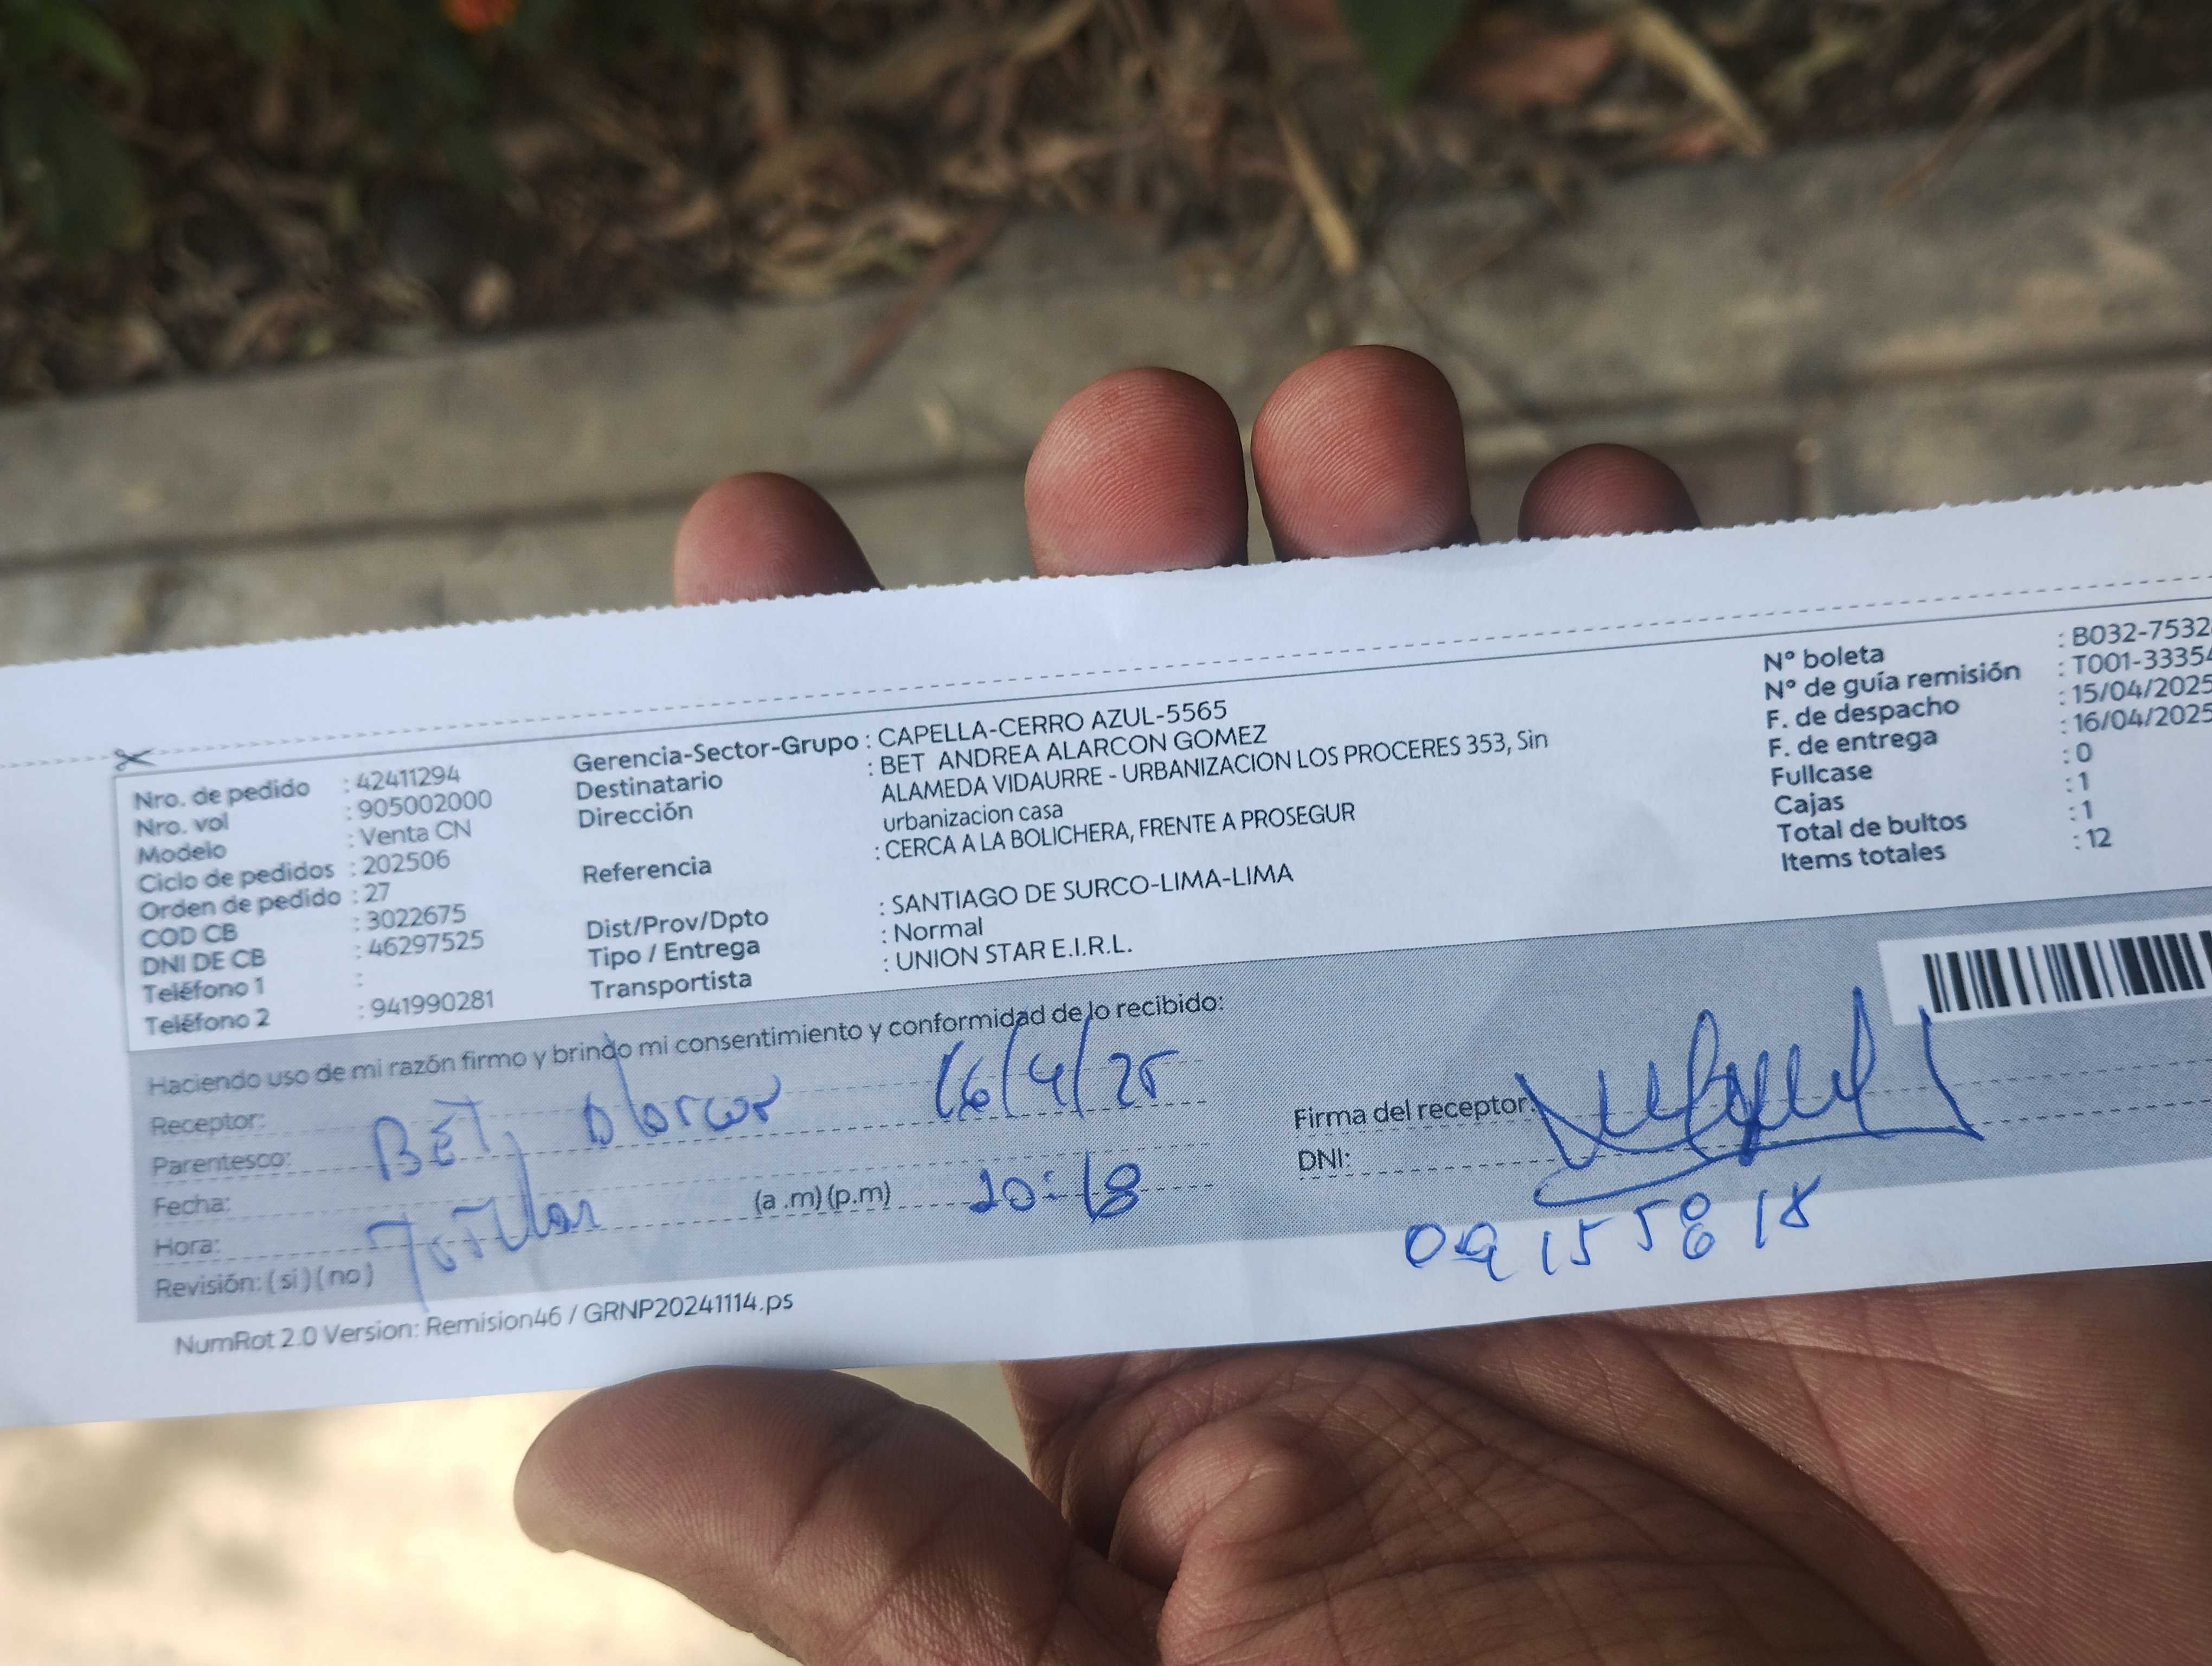 Nro. de pedido : 42411294
Nro. vol : 905002000
Modelo : Venta CN
Ciclo de pedidos : 202506
Orden de pedido : 27
COD CB : 3022675
DNI DE CB : 46297525
Teléfono 1 :
Teléfono 2 : 941990281
Gerencia-Sector-Grupo : CAPELLA-CERRO AZUL-5565
Destinatario : BET ANDREA ALARCON GOMEZ
Dirección ALAMEDA VIDAURRE - URBANIZACION LOS PROCERES 353, Sin
urbanizacion casa
Referencia : CERCA A LA BOLICHERA, FRENTE A PROSEGUR
Dist/Prov/Dpto : SANTIAGO DE SURCO-LIMA-LIMA
Tipo / Entrega : Normal
Transportista : UNION STAR E.I.R.L.
N° boleta : B032-7532
N° de guía remisión : T001-33354
F. de despacho : 15/04/2025
F. de entrega : 16/04/2025
Fullcase : 0
Cajas : 1
Total de bultos : 1
Items totales : 12
Haciendo uso de mi razón firmo y brindo mi consentimiento y conformidad de lo recibido:
Receptor: BET, Alarcon 16/4/25
Parentesco:
Fecha:
Hora: (a .m) (p.m) 20:18
Revisión: ( si ) ( no )
Firma del receptor:
DNI:
NumRot 2.0 Version: Remision46 / GRNP20241114.ps